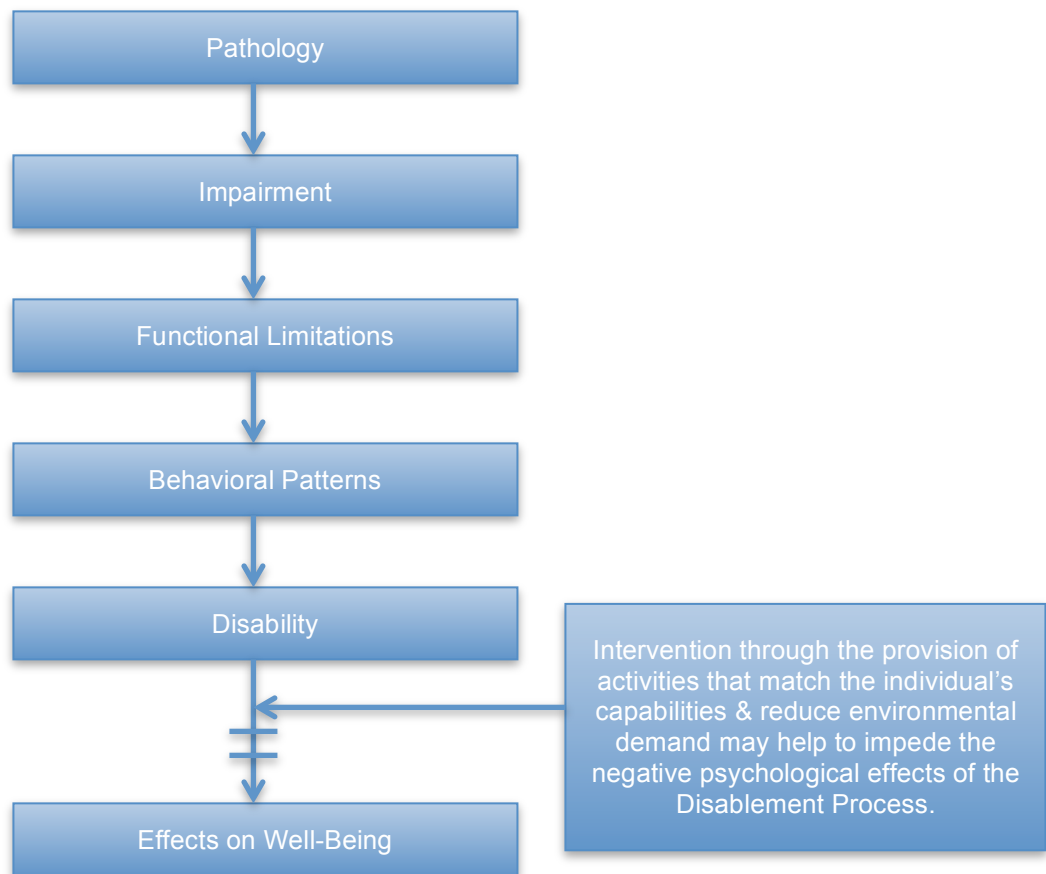 Pathology
Impairment
Functional Limitations
Behavioral Patterns
Disability
Intervention through the provision of
activities that match the individual's
capabilities & reduce environmental
demand may help to impede the
negative psychological effects of the
Disablement Process.
Effects on Well-Being